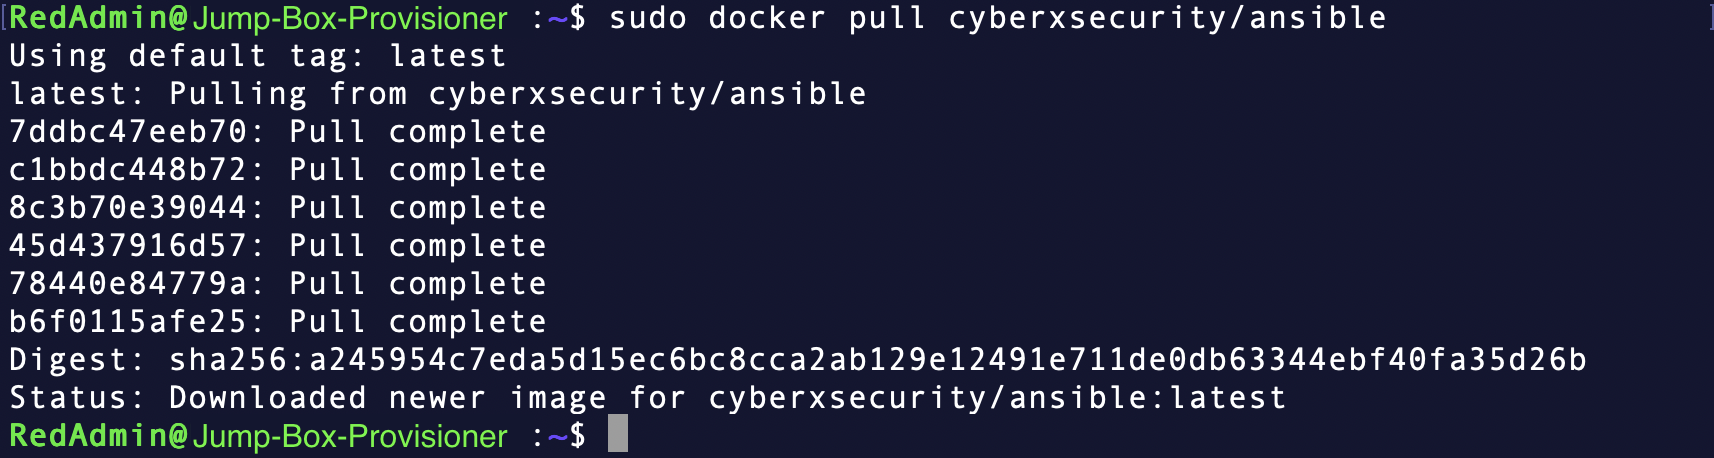 [RedAdmin@Jump-Box-Provisioner :~$ sudo docker pull cyberxsecurity/ansible ]
Using default tag: latest
latest: Pulling from cyberxsecurity/ansible
7ddbc47eeb70: Pull complete
c1bbdc448b72: Pull complete
8c3b70e39044: Pull complete
45d437916d57: Pull complete
78440e84779a: Pull complete
b6f0115afe25: Pull complete
Digest: sha256:a245954c7eda5d15ec6bc8cca2ab129e12491e711de0db63344ebf40fa35d26b
Status: Downloaded newer image for cyberxsecurity/ansible:latest
RedAdmin@Jump-Box-Provisioner :~$